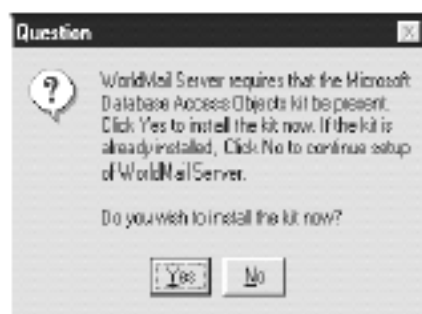 Question
WorldMail Server requires that the Microsoft
Database Access Objects kit be present.
Click Yes to install the kit now. If the kit is
already installed, Click No to continue setup
of WorldMail Server.
Do you wish to install the kit now?
Yes
No